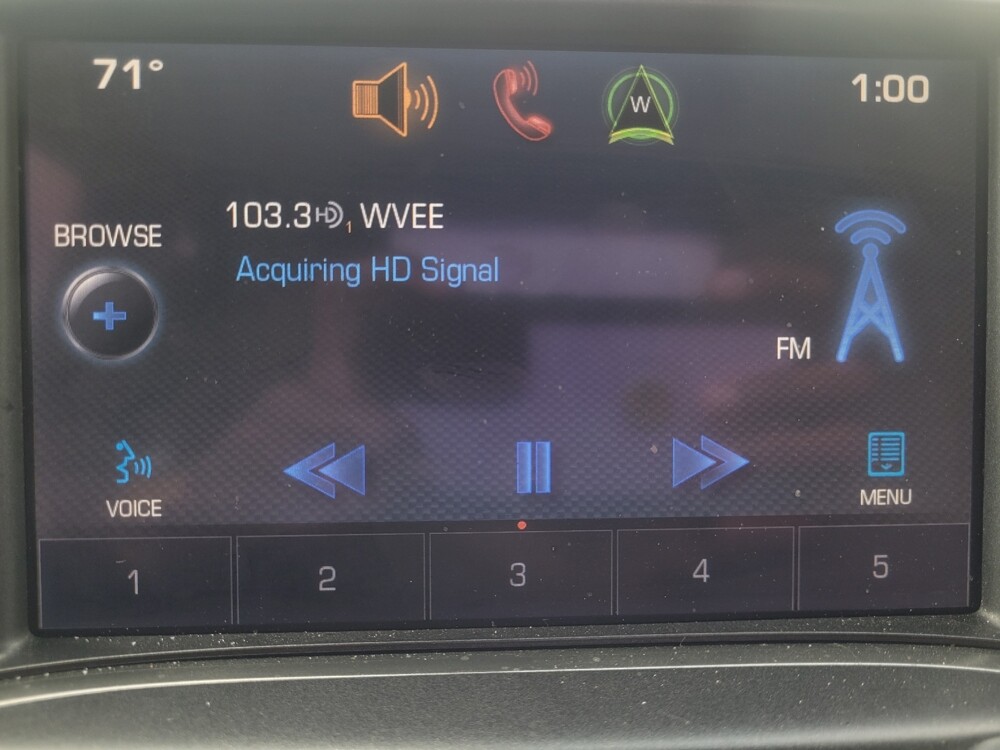 71°
W
1:00
103.3 HD 1 WVEE
BROWSE
Acquiring HD Signal
FM
VOICE
MENU
1 2 3 4 5